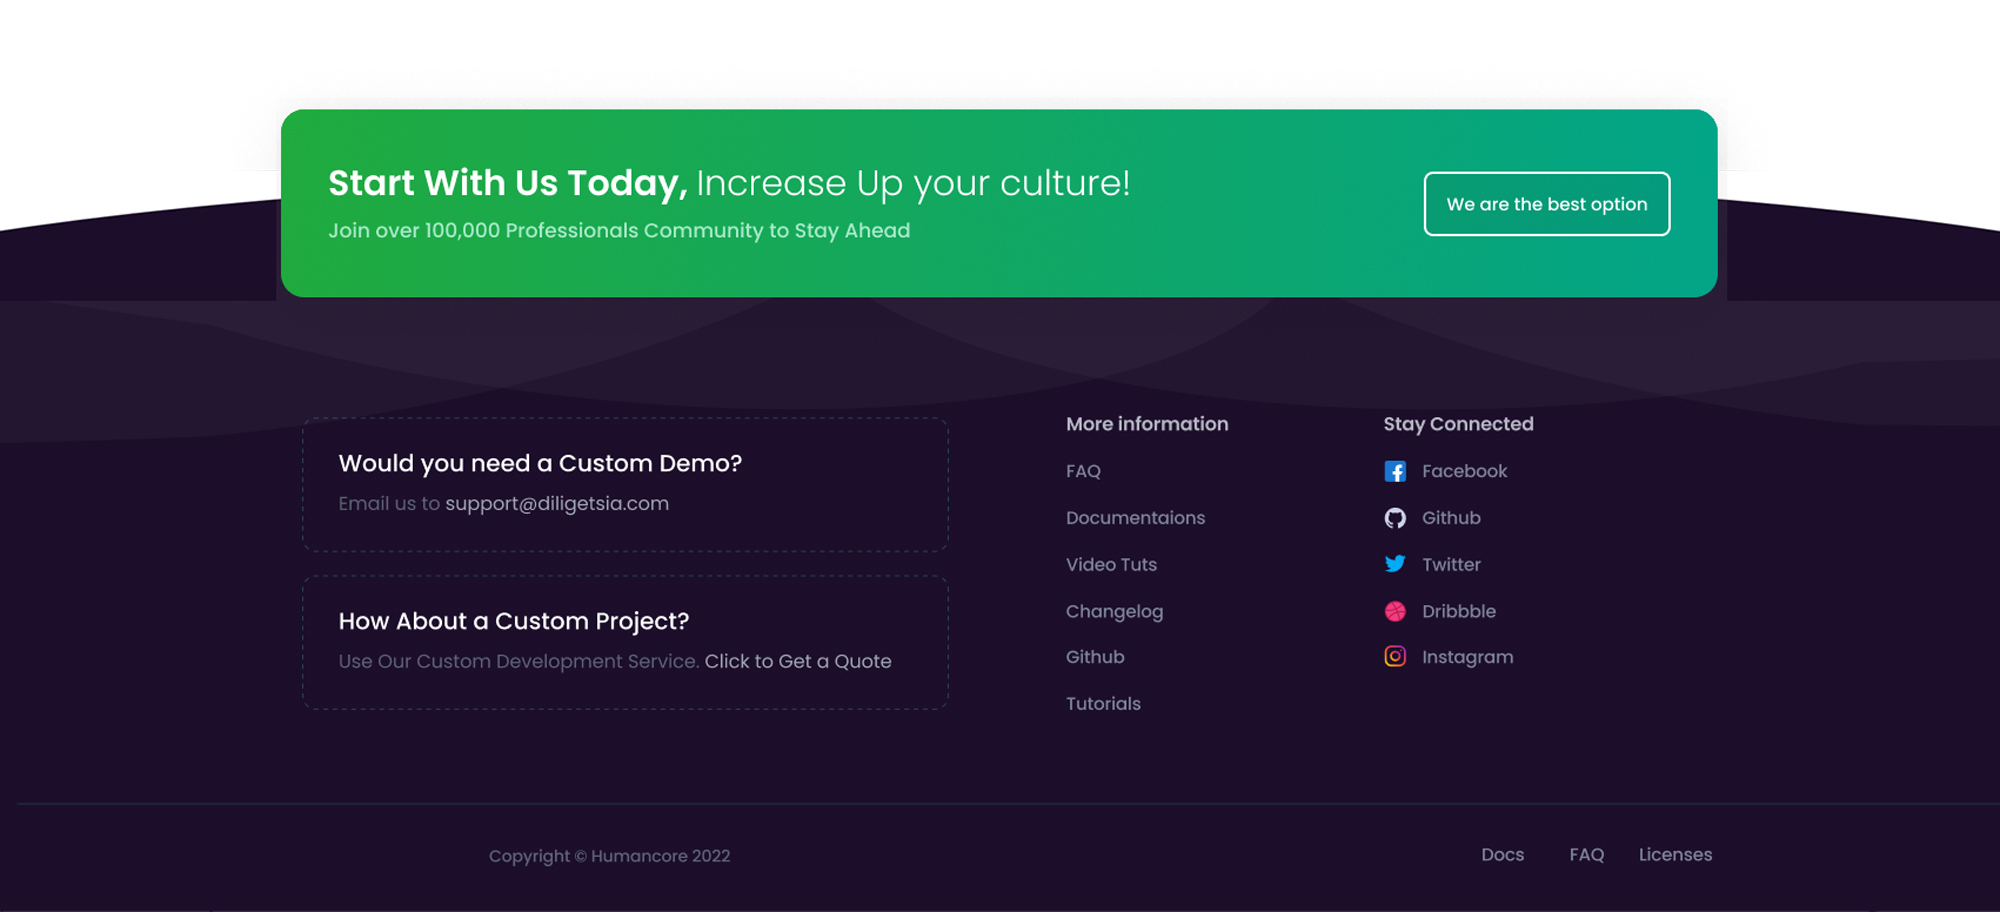 Start With Us Today, Increase Up your culture!
Join over 100,000 Professionals Community to Stay Ahead
We are the best option
Would you need a Custom Demo?
Email us to support@diligetsia.com
How About a Custom Project?
Use Our Custom Development Service. Click to Get a Quote
More information
FAQ
Documentaions
Video Tuts
Changelog
Github
Tutorials
Stay Connected
Facebook
Github
Twitter
Dribbble
Instagram
Copyright © Humancore 2022
Docs FAQ Licenses